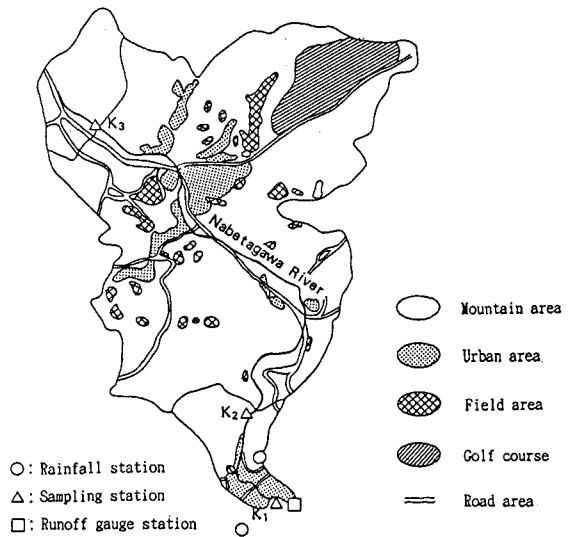 K3
Nabetagawa River
K2
K1
Mountain area
Urban area
Field area
Golf course
Road area
○: Rainfall station
△: Sampling station
□: Runoff gauge station